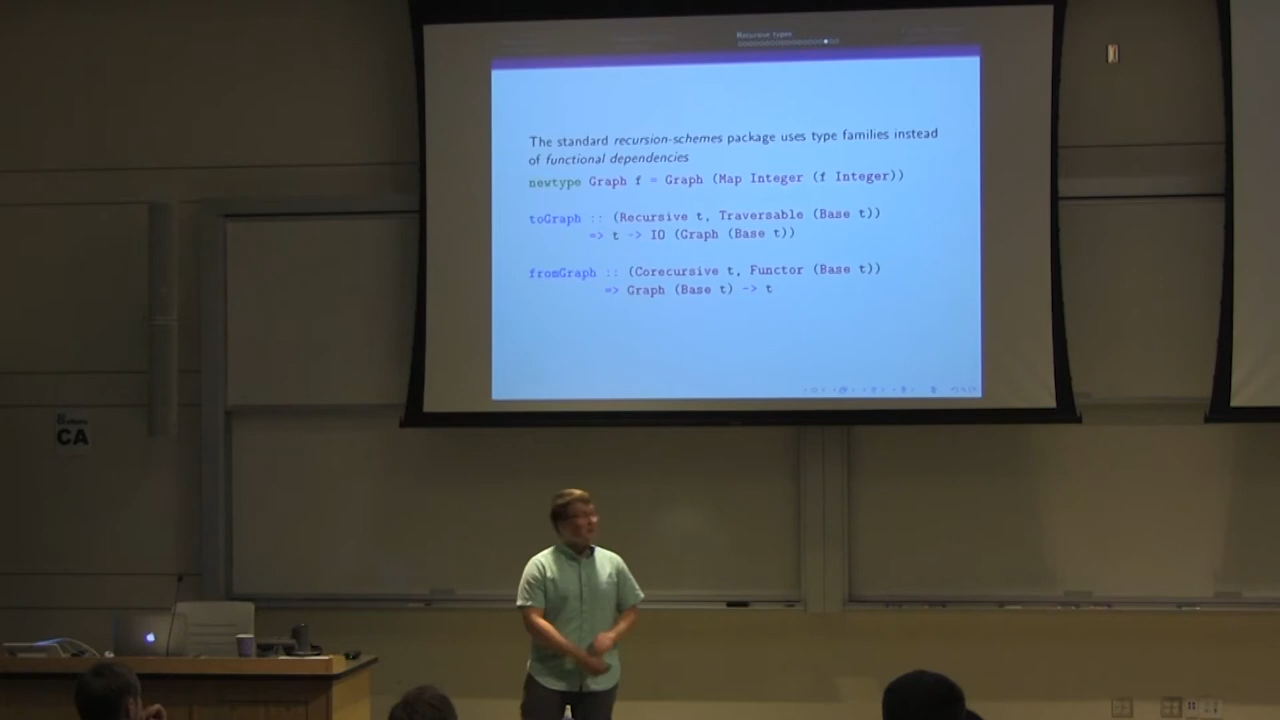 Recursive types
The standard recursion-schemes package uses type families instead
of functional dependencies
newtype Graph f = Graph (Map Integer (f Integer))
toGraph :: (Recursive t, Traversable (Base t))
=> t -> IO (Graph (Base t))
fromGraph :: (Corecursive t, Functor (Base t))
=> Graph (Base t) -> t
CA